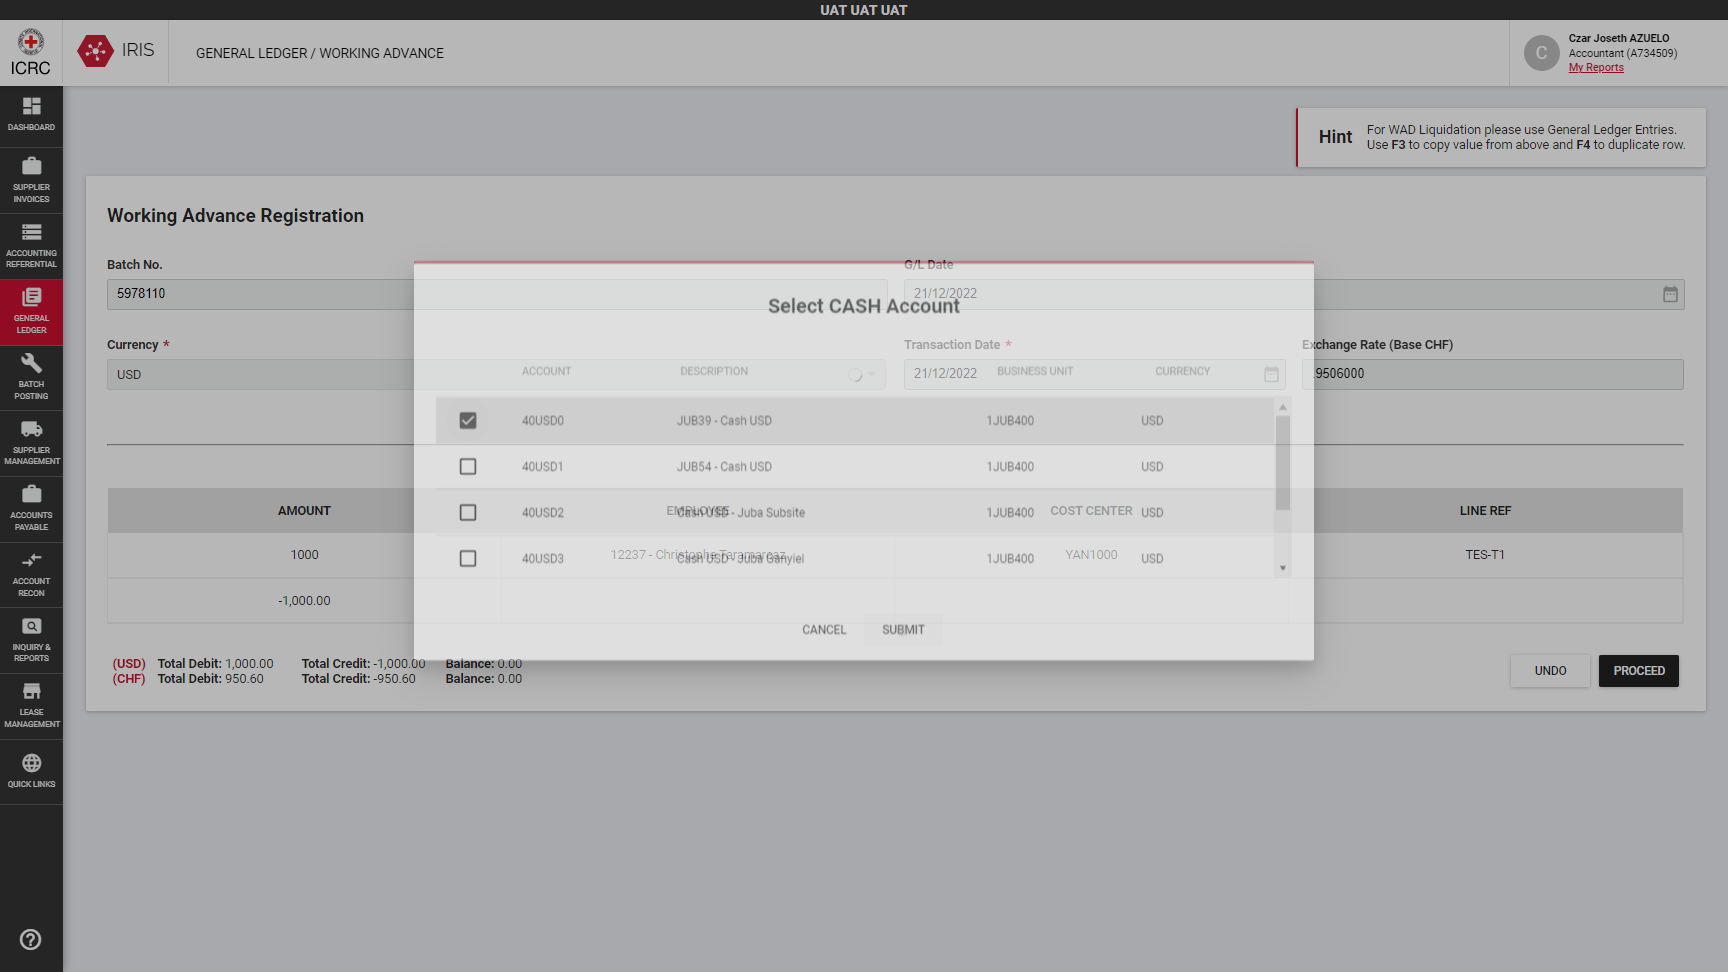 UAT UAT UAT
ICRC
IRIS
GENERAL LEDGER / WORKING ADVANCE
C
Czar Joseth AZUELO
Accountant (A734509)
My Reports
DASHBOARD
SUPPLIER
INVOICES
ACCOUNTING
REFERENTIAL
GENERAL
LEDGER
BATCH
POSTING
SUPPLIER
MANAGEMENT
ACCOUNTS
PAYABLE
ACCOUNT
RECON
INQUIRY &
REPORTS
LEASE
MANAGEMENT
QUICK LINKS
Hint
For WAD Liquidation please use General Ledger Entries.
Use F3 to copy value from above and F4 to duplicate row.
Working Advance Registration
Batch No.
5978110
G/L Date
21/12/2022
Currency *
USD
Transaction Date *
21/12/2022
Exchange Rate (Base CHF)
.9506000
AMOUNT EMPLOYEE COST CENTER LINE REF
1000 12237 - Christophe YAN1000 TES-T1
-1,000.00
(USD) Total Debit: 1,000.00 Total Credit: -1,000.00 Balance: 0.00
(CHF) Total Debit: 950.60 Total Credit: -950.60 Balance: 0.00
UNDO PROCEED
Select CASH Account
ACCOUNT DESCRIPTION BUSINESS UNIT CURRENCY
40USD0 JUB39 - Cash USD 1JUB400 USD
40USD1 JUB54 - Cash USD 1JUB400 USD
40USD2 Cash USD - Juba Subsite 1JUB400 USD
40USD3 Cash USD - Juba Ganyiel 1JUB400 USD
CANCEL SUBMIT